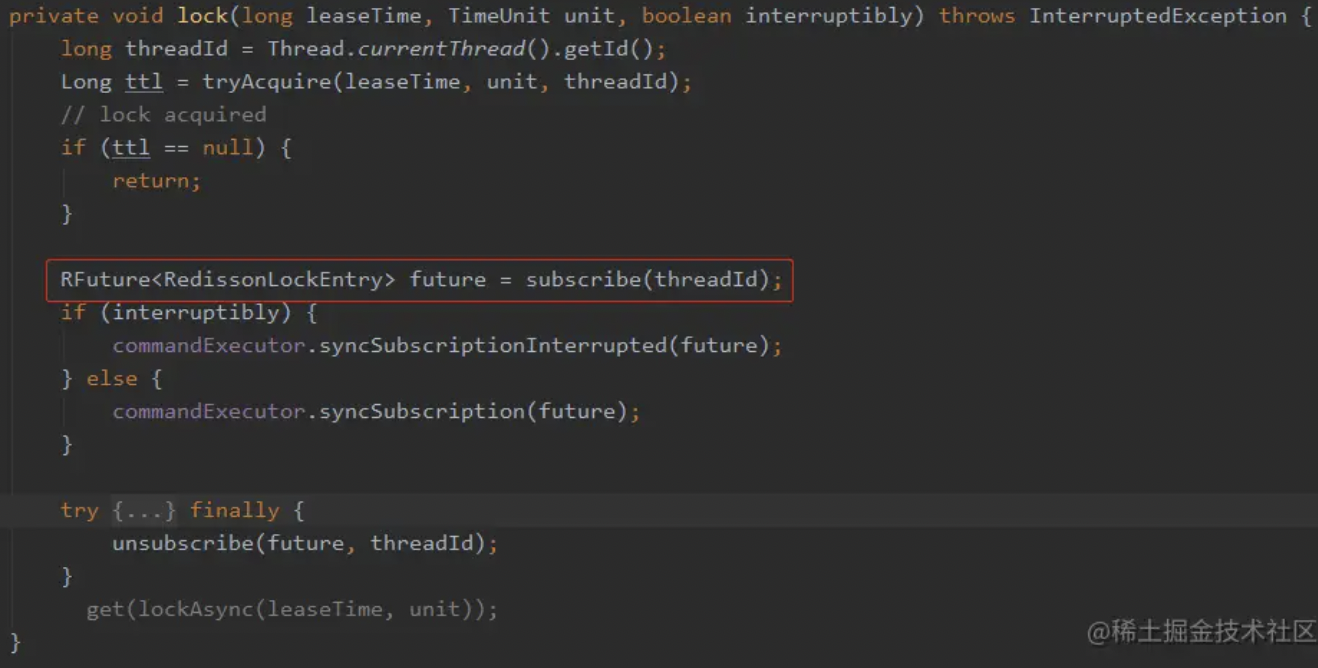 private void lock(long leaseTime, TimeUnit unit, boolean interruptibly) throws InterruptedException {
long threadId = Thread.currentThread().getId();
Long ttl = tryAcquire(leaseTime, unit, threadId);
// lock acquired
if (ttl == null) {
return;
}
RFuture<RedissonLockEntry> future = subscribe(threadId);
if (interruptibly) {
commandExecutor.syncSubscriptionInterrupted(future);
} else {
commandExecutor.syncSubscription(future);
}
try {...} finally {
unsubscribe(future, threadId);
}
get(lockAsync(leaseTime, unit));
}
@稀土掘金技术社区